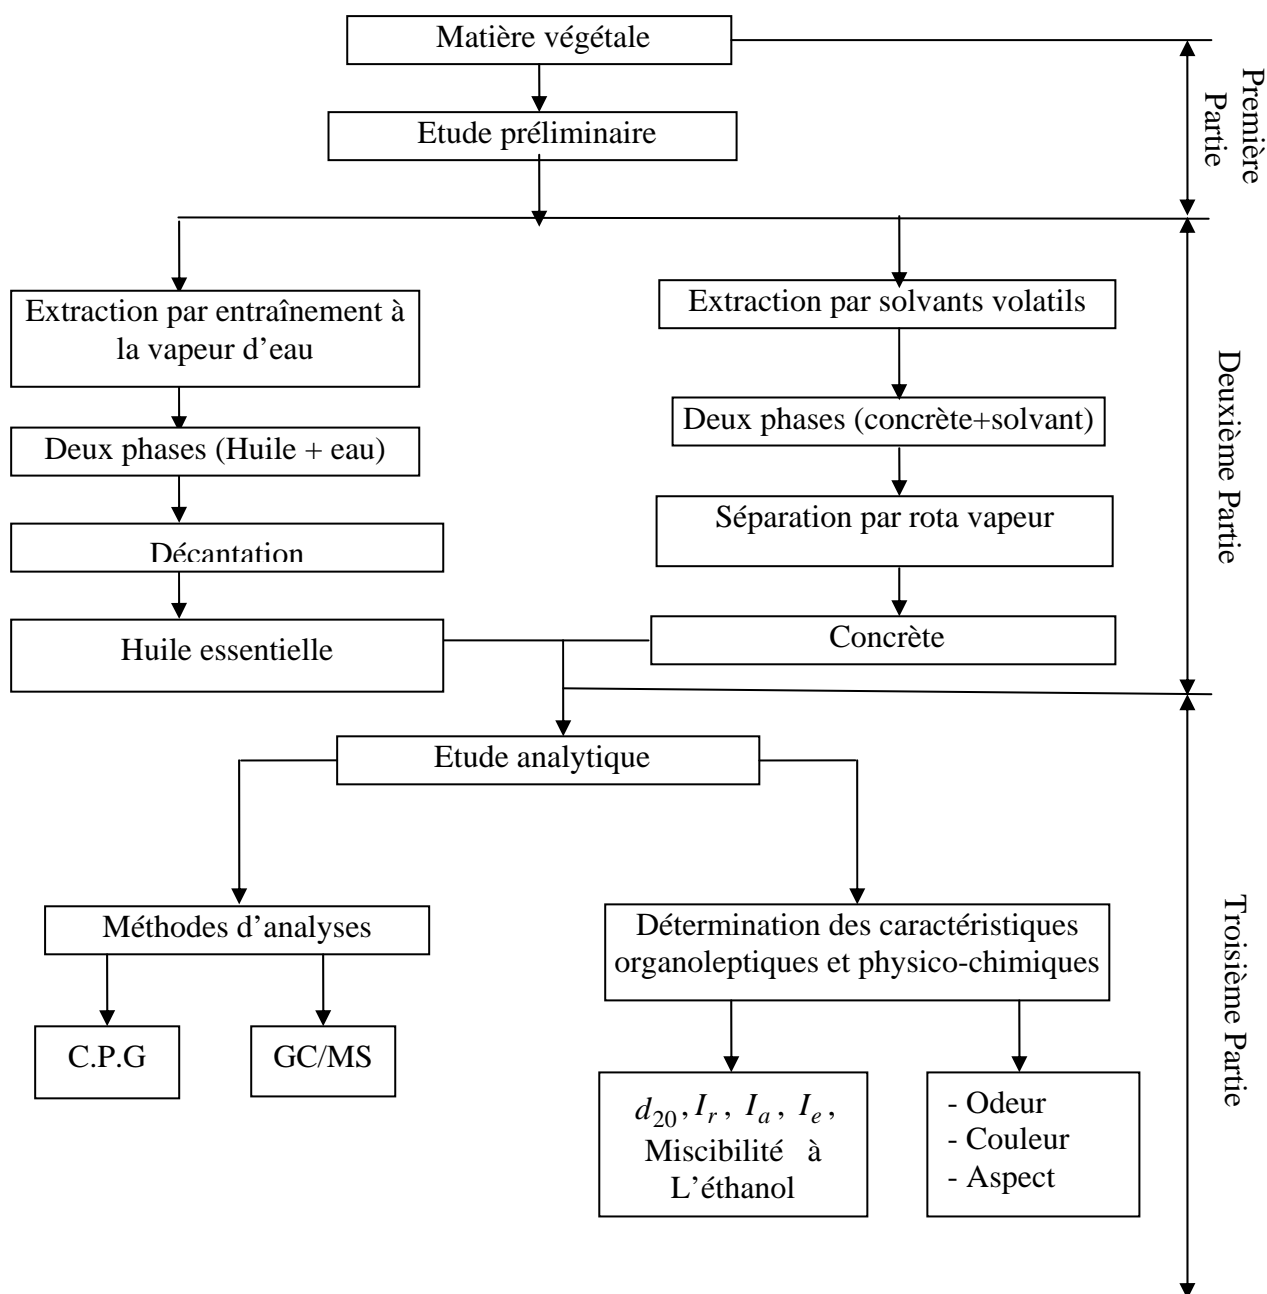 Matière végétale
Etude préliminaire
Première
Partie
Extraction par entraînement à
la vapeur d'eau
Extraction par solvants volatils
Deux phases (Huile + eau)
Deux phases (concrète+solvant)
Décantation
Séparation par rota vapeur
Huile essentielle
Concrète
Deuxième Partie
Etude analytique
Méthodes d'analyses
Détermination des caractéristiques
organoleptiques et physico-chimiques
C.P.G
GC/MS
d₂₀, Iᵣ, Iₐ, Iₑ,
Miscibilité à
L'éthanol
- Odeur
- Couleur
- Aspect
Troisième Partie